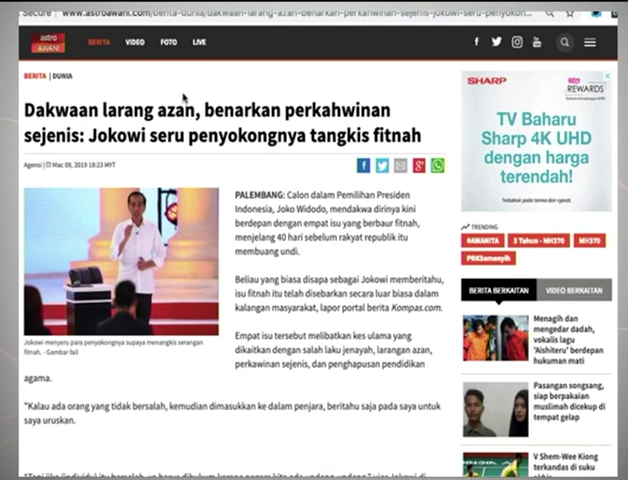 Secure
www.astroawani.com/berita-dunia/dakwaan-larang-azan-benarkan-perkahwinan-sejenis-jokowi-seru-penyokon...
astro
AWANI
BERITA VIDEO FOTO LIVE
BERITA | DUNIA
Dakwaan larang azan, benarkan perkahwinan
sejenis: Jokowi seru penyokongnya tangkis fitnah
Agensi | Mac 09, 2019 18:23 MYT
Jokowi menyeru para penyokongnya supaya menangkis serangan
fitnah. - Gambar fail
PALEMBANG: Calon dalam Pemilihan Presiden
Indonesia, Joko Widodo, mendakwa dirinya kini
berdepan dengan empat isu yang berbaur fitnah,
menjelang 40 hari sebelum rakyat republik itu
membuang undi.
Beliau yang biasa disapa sebagai Jokowi memberitahu,
isu fitnah itu telah disebarkan secara luar biasa dalam
kalangan masyarakat, lapor portal berita Kompas.com.
Empat isu tersebut melibatkan kes ulama yang
dikaitkan dengan salah laku jenayah, larangan azan,
perkawinan sejenis, dan penghapusan pendidikan
agama.
"Kalau ada orang yang tidak bersalah, kemudian dimasukkan ke dalam penjara, beritahu saja pada saya untuk
saya uruskan.
SHARP
REWARDS
TV Baharu
Sharp 4K UHD
dengan harga
terendah!
Tertakluk pada terma dan syarat.
TRENDING
#AWANITA
5 Tahun - MH370
MH370
PRKSemenyih
BERITA BERKAITAN
VIDEO BERKAITAN
Menagih dan
mengedar dadah,
vokalis lagu
'Aishiteru' berdepan
hukuman mati
Pasangan songsang,
siap berpakaian
muslimah dicekup di
tempat gelap
V Shem-Wee Kiong
terkandas di suku